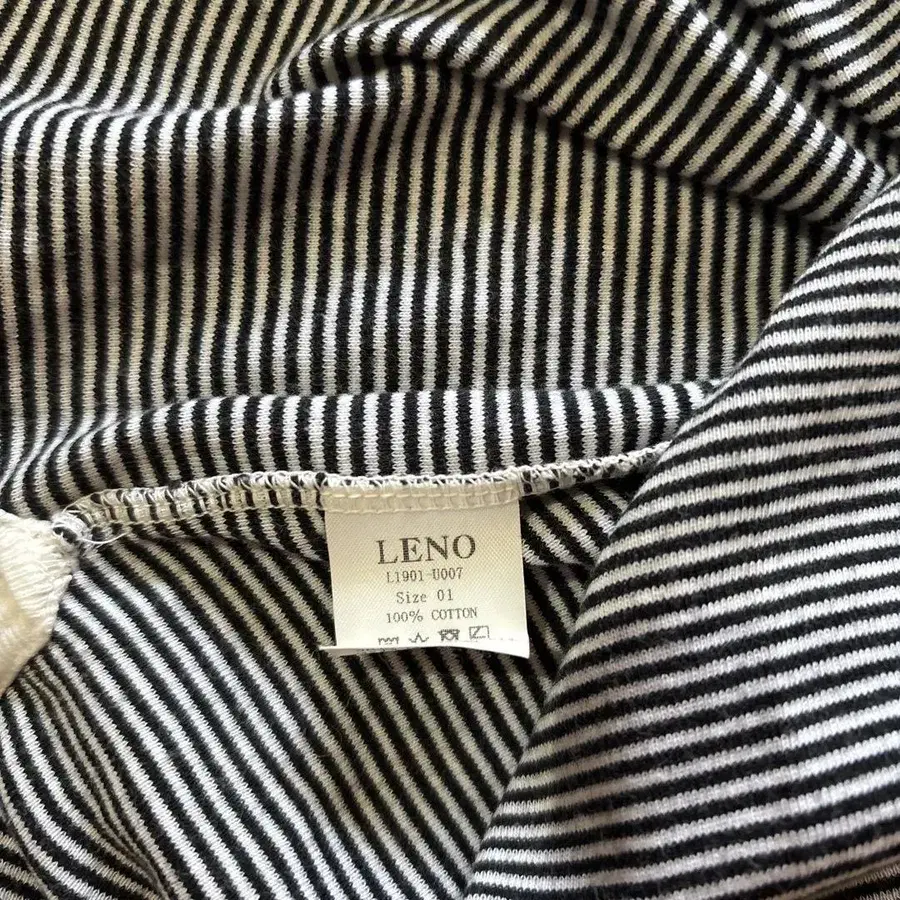 LENO
L1901-U007
Size 01
100% COTTON